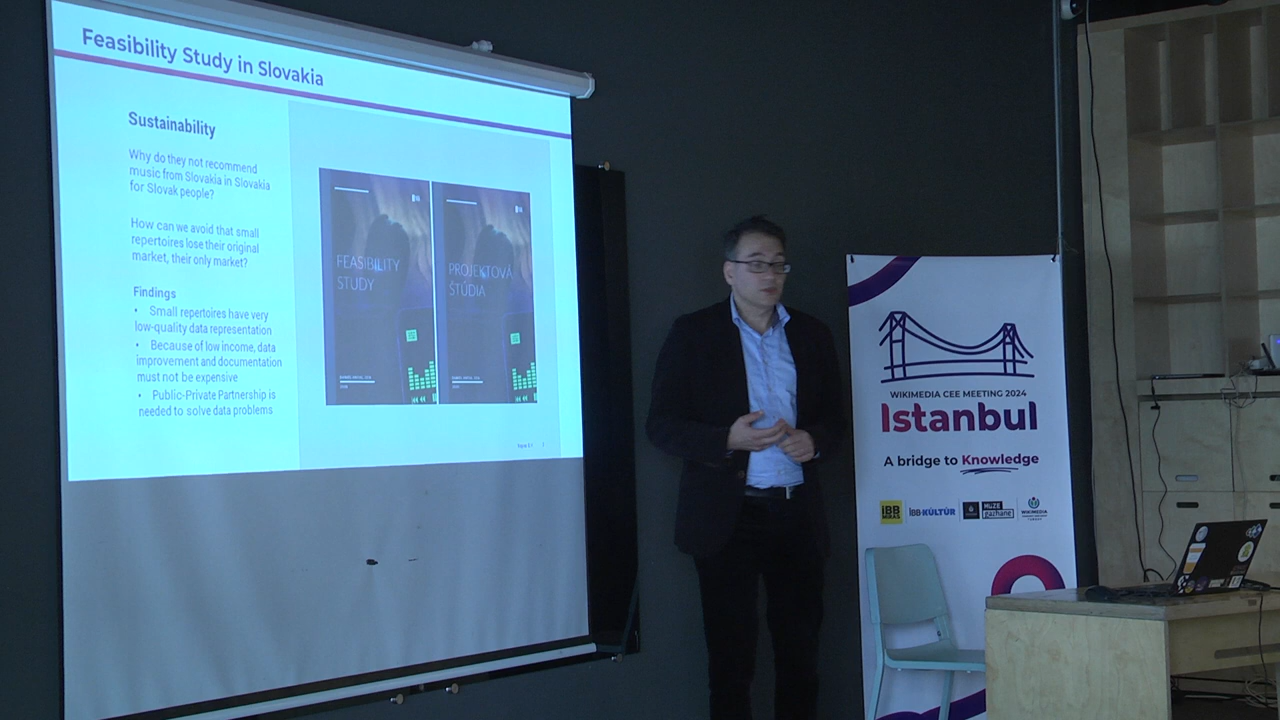 Feasibility Study in Slovakia
Sustainability
Why do they not recommend
music from Slovakia in Slovakia
for Slovak people?
How can we avoid that small
repertoires lose their original
market, their only market?
Findings
• Small repertoires have very
low-quality data representation
• Because of low income, data
improvement and documentation
must not be expensive
• Public-Private Partnership is
needed to solve data problems
FEASIBILITY
STUDY
PROJEKTOVÁ
ŠTÚDIA
WIKIMEDIA CEE MEETING 2024
Istanbul
A bridge to Knowledge
İBB
MİRAS
İBB KÜLTÜR
MÜZE
gazhane
WIKIMEDIA